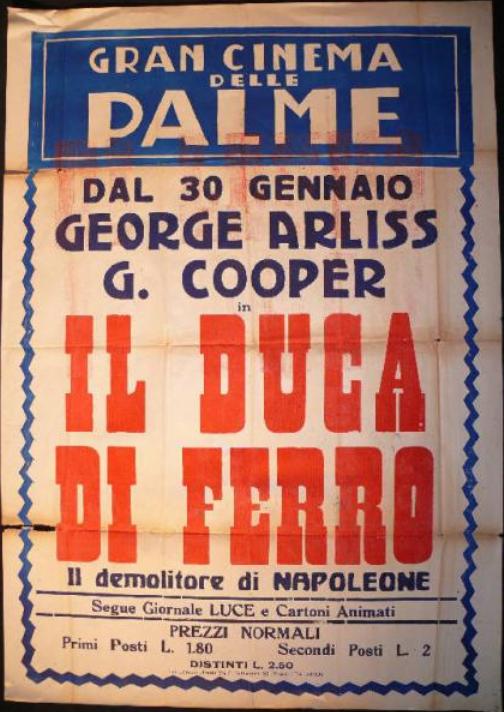 GRAN CINEMA
DELLE
PALME
DAL 30 GENNAIO
GEORGE ARLISS
G. COOPER
in
IL DUCA
DI FERRO
Il demolitore di NAPOLEONE
Segue Giornale LUCE e Cartoni Animati
PREZZI NORMALI
Primi Posti L. 1.80 Secondi Posti L. 2
DISTINTI L. 2.50